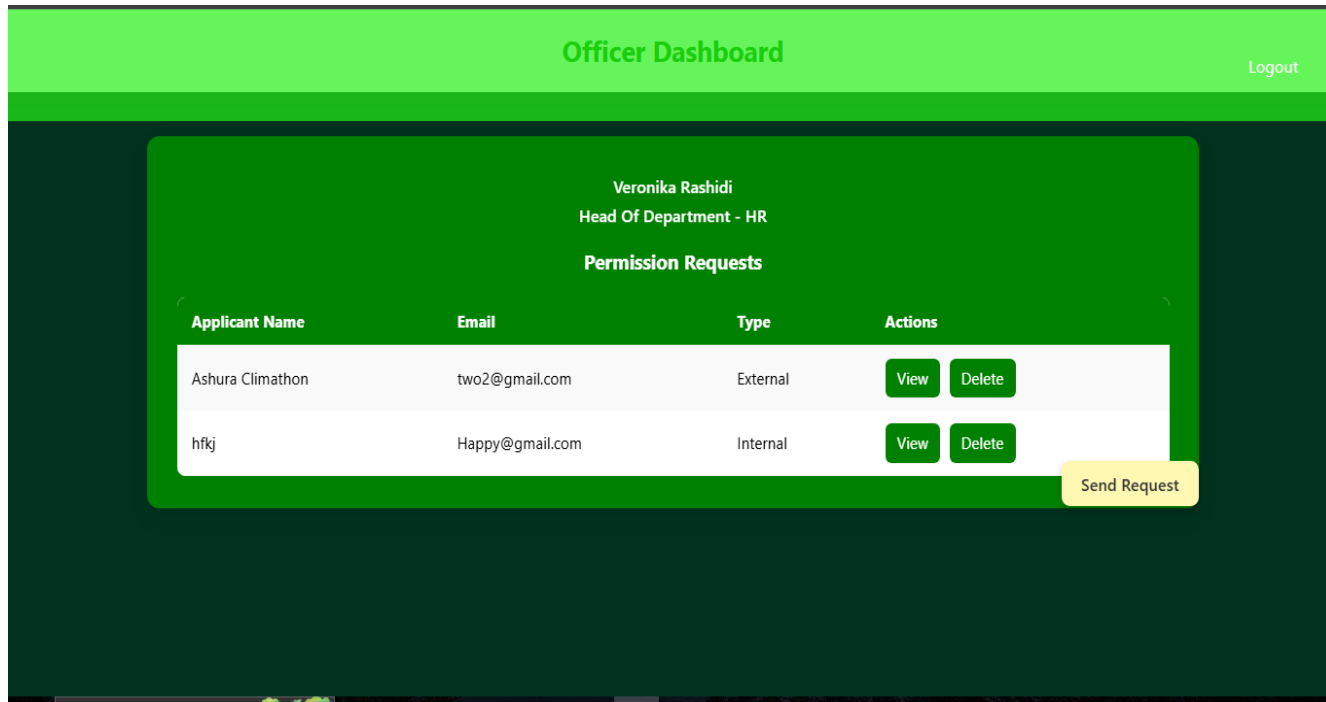 Officer Dashboard
Logout
Veronika Rashidi
Head Of Department - HR
Permission Requests
Applicant Name Email Type Actions
Ashura Climathon two2@gmail.com External View Delete
hfkj Happy@gmail.com Internal View Delete
Send Request